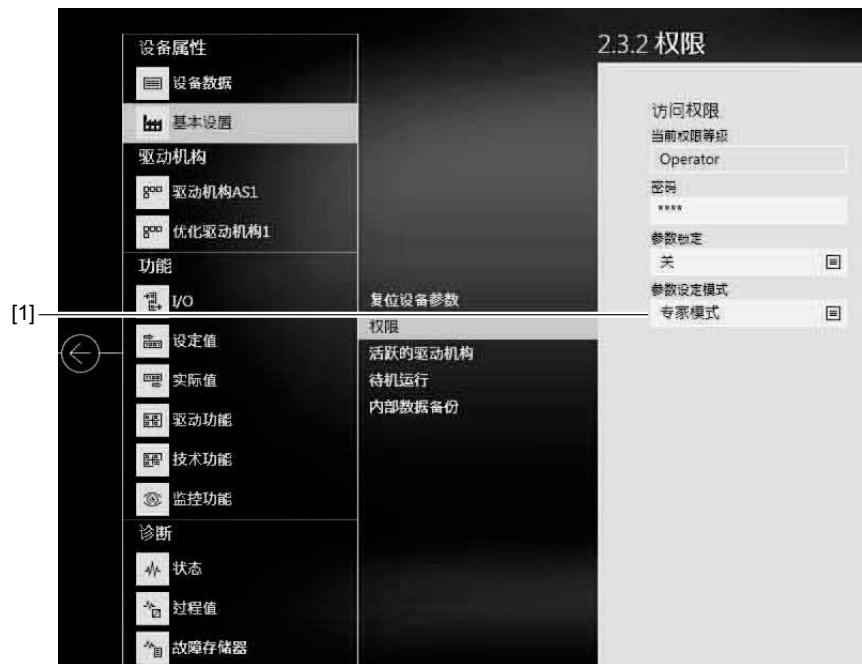 设备属性
设备数据
基本设置
驱动机构
驱动机构AS1
优化驱动机构1
功能
I/O
设定值
实际值
驱动功能
技术功能
监控功能
诊断
状态
过程值
故障存储器
复位设备参数
权限
活跃的驱动机构
待机运行
内部数据备份
2.3.2 权限
访问权限
当前权限等级
Operator
密码
****
参数锁定
关
参数设定模式
专家模式
[1]